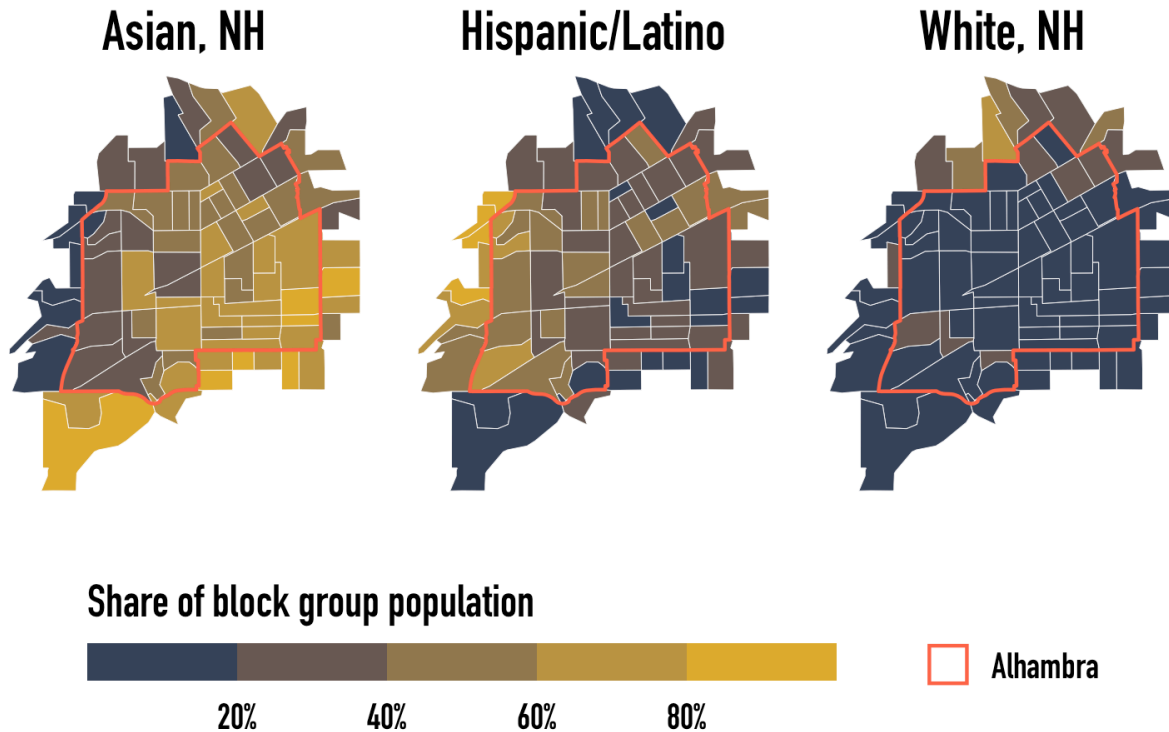 Asian, NH
Hispanic/Latino
White, NH
Share of block group population
20%
40%
60%
80%
Alhambra